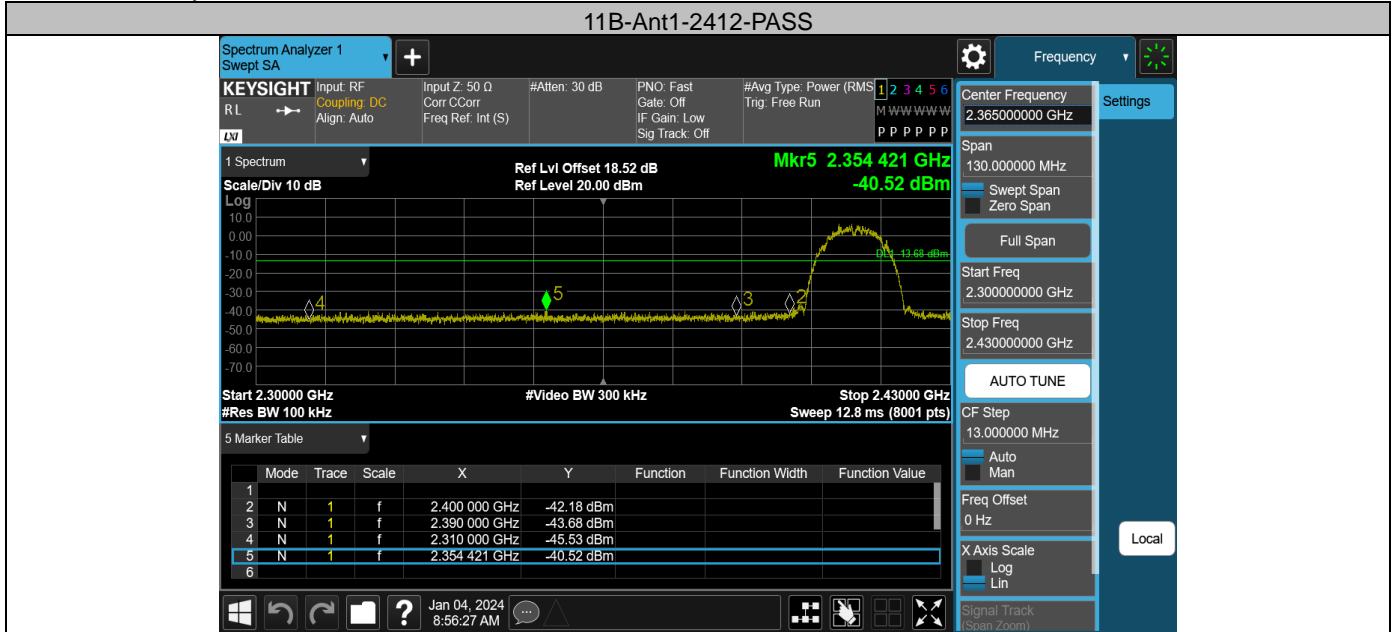 11B-Ant1-2412-PASS
Spectrum Analyzer 1
Swept SA
Frequency
KEYSIGHT
RL
LXI
Input: RF
Coupling: DC
Align: Auto
Input Z: 50 Ω
Corr CCorr
Freq Ref: Int (S)
#Atten: 30 dB
PNO: Fast
Gate: Off
IF Gain: Low
Sig Track: Off
#Avg Type: Power (RMS
Trig: Free Run
1 2 3 4 5 6
M W W W W W
P P P P P P
1 Spectrum
Scale/Div 10 dB
Ref Lvl Offset 18.52 dB
Ref Level 20.00 dBm
Mkr5 2.354 421 GHz
-40.52 dBm
Log
10.0
0.00
-10.0
-20.0
-30.0
-40.0
-50.0
-60.0
-70.0
DL1 -13.68 dBm
4
5
3
2
Start 2.30000 GHz
#Res BW 100 kHz
#Video BW 300 kHz
Stop 2.43000 GHz
Sweep 12.8 ms (8001 pts)
5 Marker Table
Mode Trace Scale X Y Function Function Width Function Value
1
2 N 1 f 2.400 000 GHz -42.18 dBm
3 N 1 f 2.390 000 GHz -43.68 dBm
4 N 1 f 2.310 000 GHz -45.53 dBm
5 N 1 f 2.354 421 GHz -40.52 dBm
6
?
Jan 04, 2024
8:56:27 AM
Center Frequency
2.365000000 GHz
Span
130.000000 MHz
Swept Span
Zero Span
Full Span
Start Freq
2.300000000 GHz
Stop Freq
2.430000000 GHz
AUTO TUNE
CF Step
13.000000 MHz
Auto
Man
Freq Offset
0 Hz
X Axis Scale
Log
Lin
Signal Track
(Span Zoom)
Settings
Local